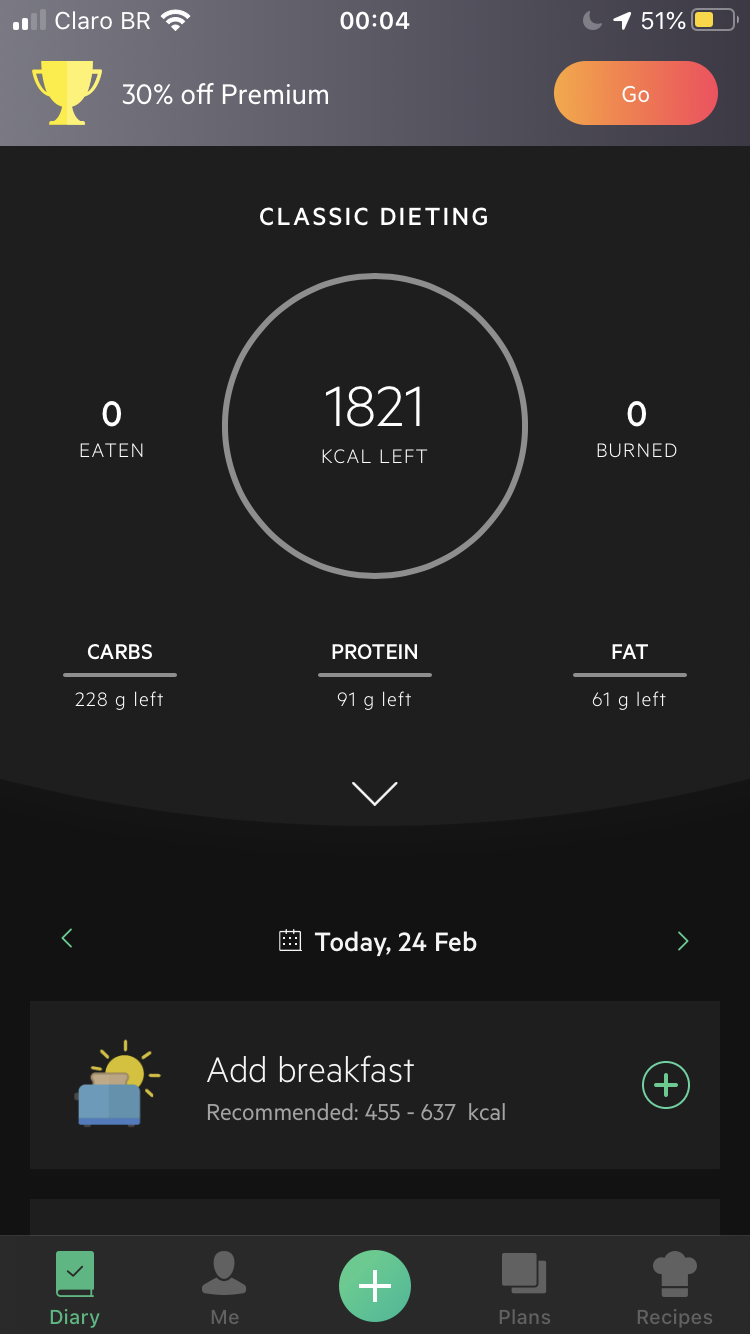 Claro BR 00:04 51%
30% off Premium Go
CLASSIC DIETING
1821
KCAL LEFT
0
EATEN
0
BURNED
CARBS
228 g left
PROTEIN
91 g left
FAT
61 g left
Today, 24 Feb
Add breakfast
Recommended: 455 - 637 kcal
Diary Me Plans Recipes